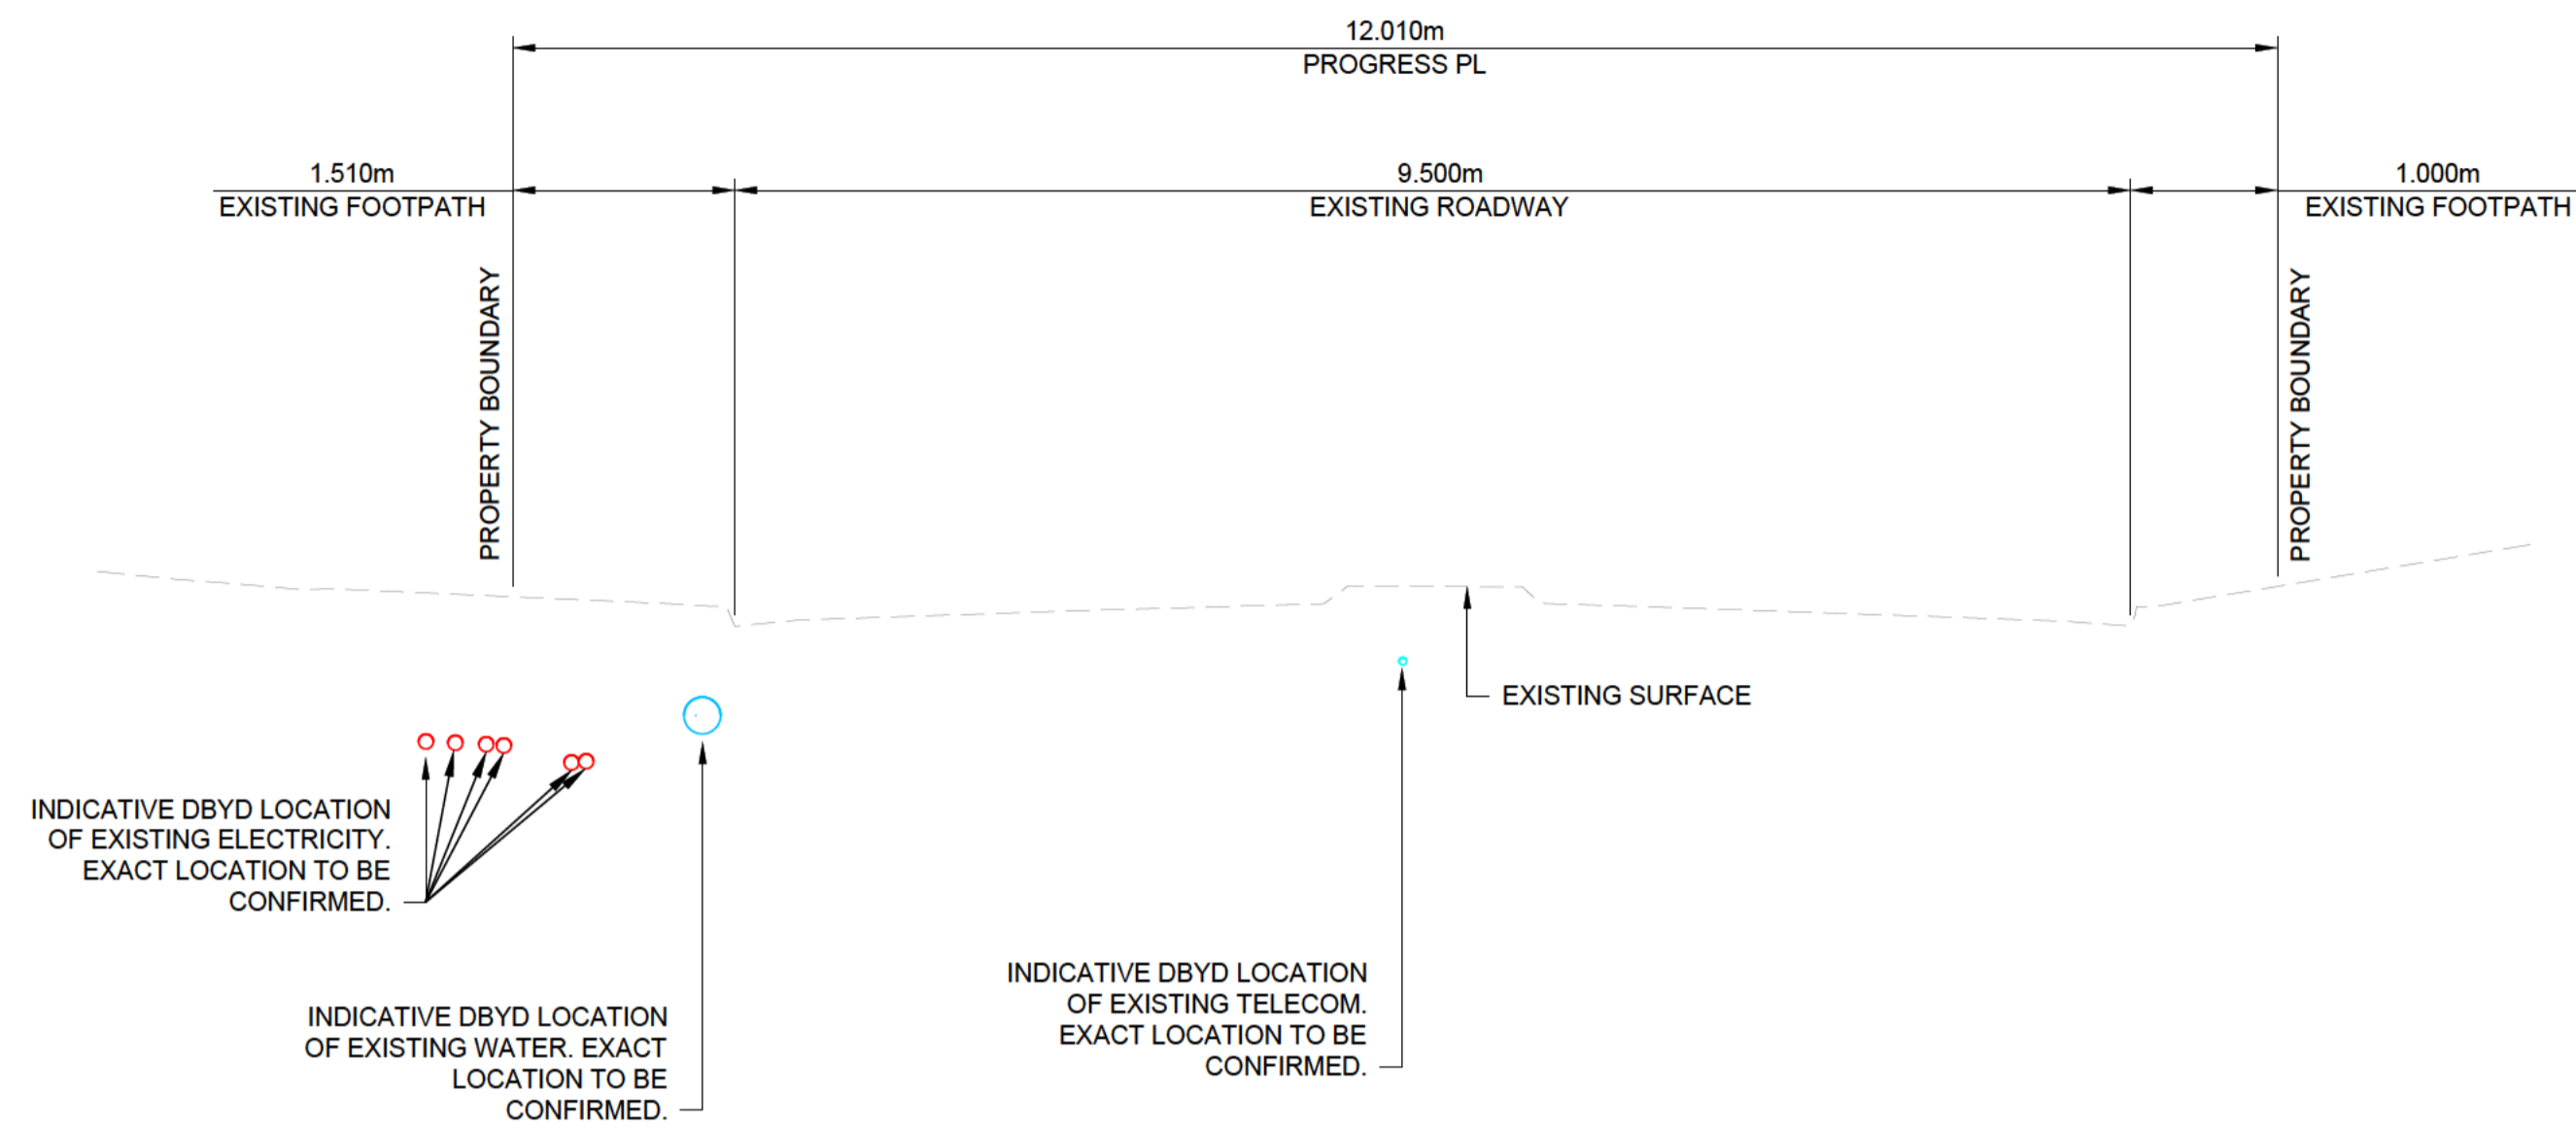 12.010m
PROGRESS PL
1.510m
EXISTING FOOTPATH
9.500m
EXISTING ROADWAY
1.000m
EXISTING FOOTPATH
PROPERTY BOUNDARY
PROPERTY BOUNDARY
EXISTING SURFACE
INDICATIVE DBYD LOCATION
OF EXISTING ELECTRICITY.
EXACT LOCATION TO BE
CONFIRMED.
INDICATIVE DBYD LOCATION
OF EXISTING WATER. EXACT
LOCATION TO BE
CONFIRMED.
INDICATIVE DBYD LOCATION
OF EXISTING TELECOM.
EXACT LOCATION TO BE
CONFIRMED.